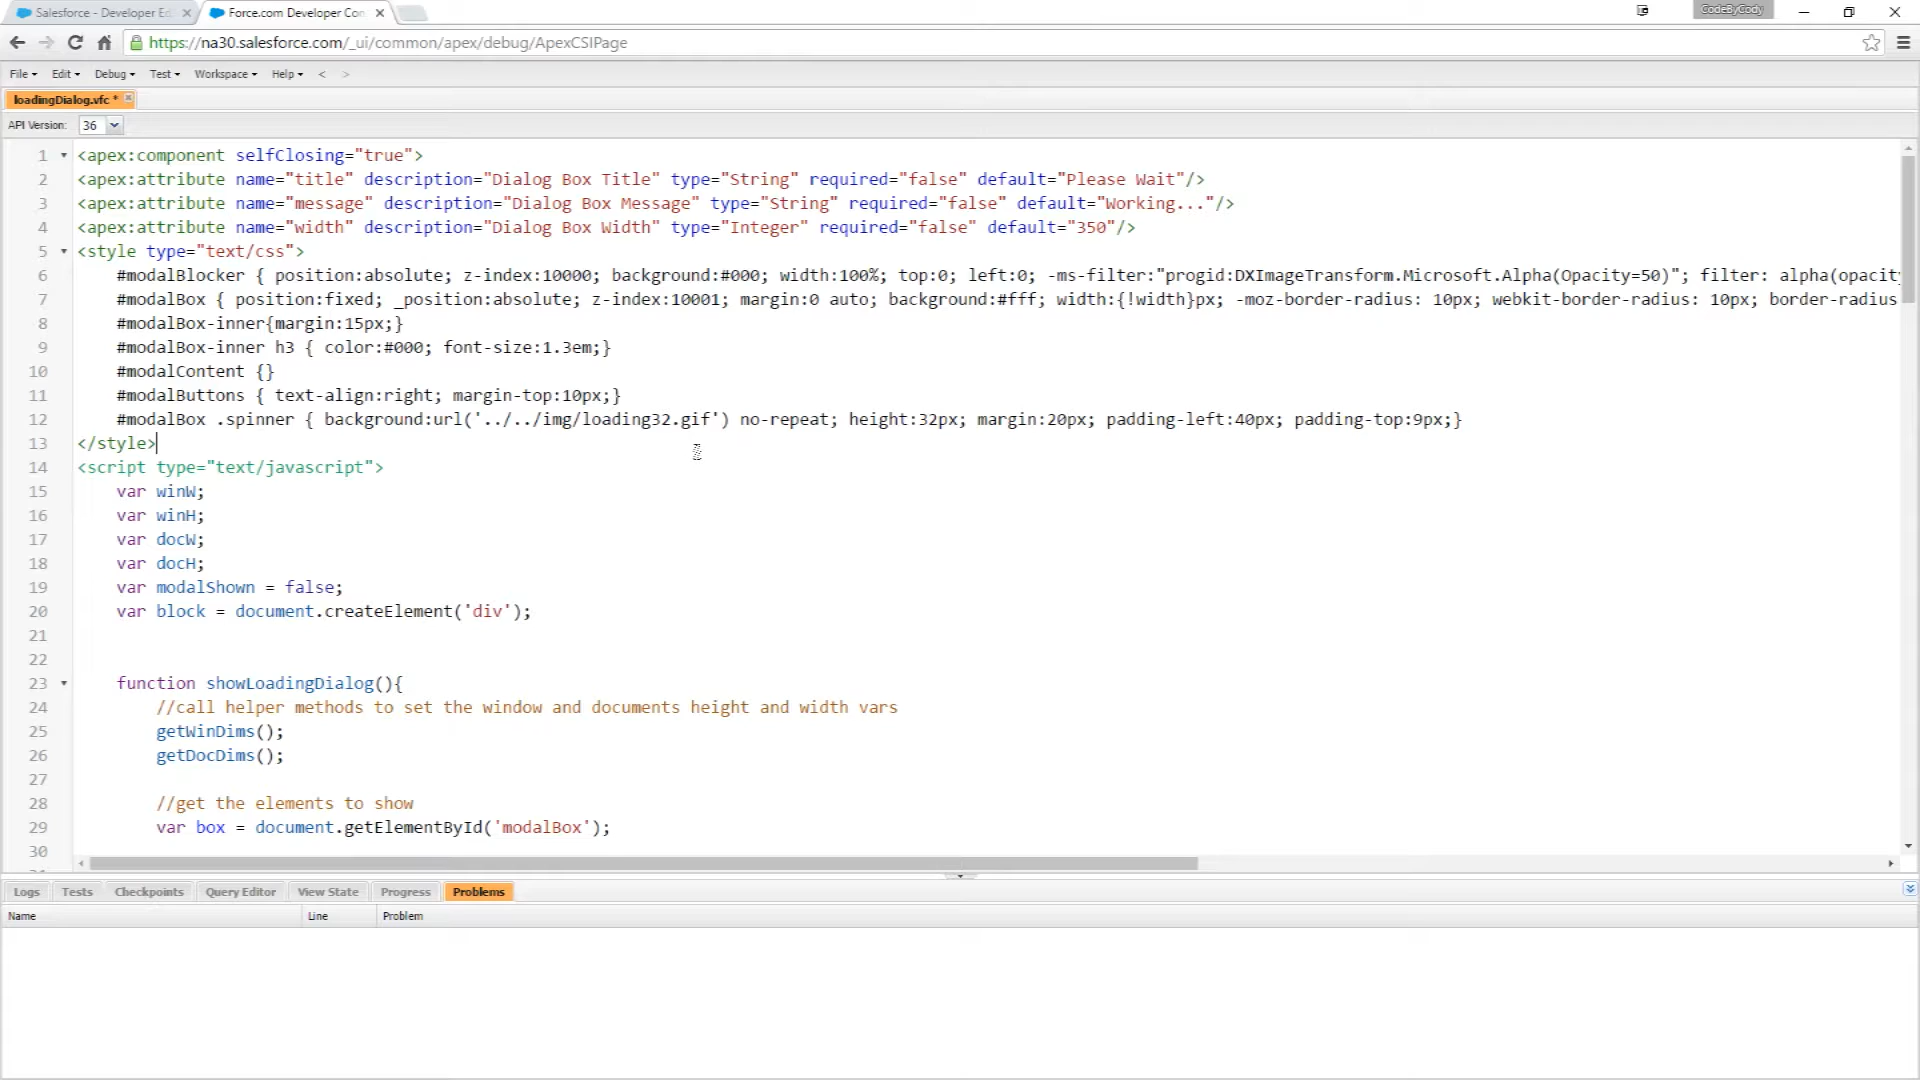 Salesforce - Developer Ed
Force.com Developer Con
CodeByCody
https://na30.salesforce.com/_ui/common/apex/debug/ApexCSIPage
File Edit Debug Test Workspace Help < >
loadingDialog.vfc *
API Version: 36
1 <apex:component selfClosing="true">
2 <apex:attribute name="title" description="Dialog Box Title" type="String" required="false" default="Please Wait"/>
3 <apex:attribute name="message" description="Dialog Box Message" type="String" required="false" default="Working..."/>
4 <apex:attribute name="width" description="Dialog Box Width" type="Integer" required="false" default="350"/>
5 <style type="text/css">
6 #modalBlocker { position:absolute; z-index:10000; background:#000; width:100%; top:0; left:0; -ms-filter:"progid:DXImageTransform.Microsoft.Alpha(Opacity=50)"; filter: alpha(opacit
7 #modalBox { position:fixed; _position:absolute; z-index:10001; margin:0 auto; background:#fff; width:{!width}px; -moz-border-radius: 10px; webkit-border-radius: 10px; border-radius
8 #modalBox-inner{margin:15px;}
9 #modalBox-inner h3 { color:#000; font-size:1.3em;}
10 #modalContent {}
11 #modalButtons { text-align:right; margin-top:10px;}
12 #modalBox .spinner { background:url('../../img/loading32.gif') no-repeat; height:32px; margin:20px; padding-left:40px; padding-top:9px;}
13 </style>
14 <script type="text/javascript">
15 var winW;
16 var winH;
17 var docW;
18 var docH;
19 var modalShown = false;
20 var block = document.createElement('div');
21
22
23 function showLoadingDialog(){
24 //call helper methods to set the window and documents height and width vars
25 getWinDims();
26 getDocDims();
27
28 //get the elements to show
29 var box = document.getElementById('modalBox');
30
Logs Tests Checkpoints Query Editor View State Progress Problems
Name Line Problem